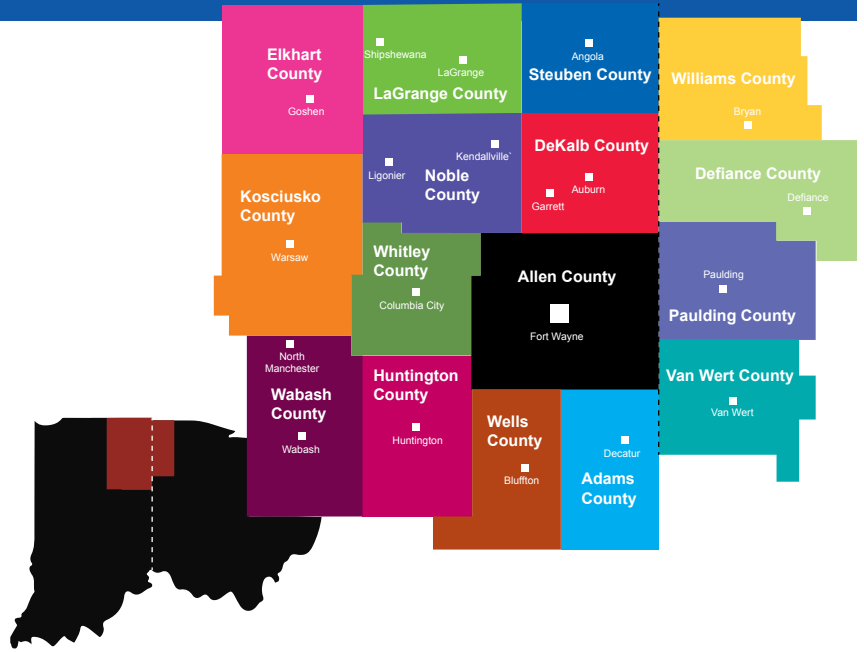 Elkhart
County
Goshen
Shipshewana
LaGrange
LaGrange County
Angola
Steuben County
Williams County
Bryan
Kosciusko
County
Warsaw
Ligonier
Kendallville`
Noble
County
DeKalb County
Auburn
Garrett
Defiance County
Defiance
Whitley
County
Columbia City
Allen County
Fort Wayne
Paulding
Paulding County
North
Manchester
Wabash
County
Wabash
Huntington
County
Huntington
Wells
County
Bluffton
Decatur
Adams
County
Van Wert County
Van Wert